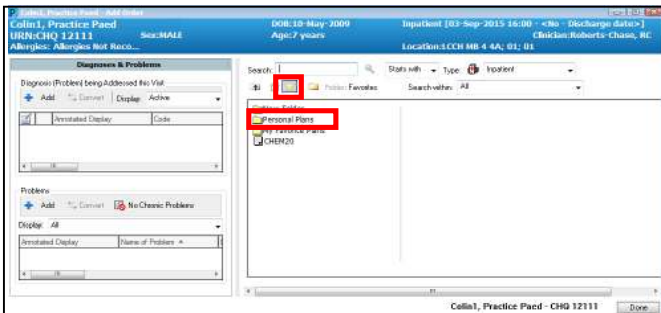 Colin1, Practice Paed - Add Order
Colin1, Practice Paed
DOB:10-May-2009
Inpatient [03-Sep-2015 16:00 - <No - Discharge date>]
URN:CHQ 12111
Sex:MALE
Age:7 years
Clinician:Roberts-Chase, RC
Allergies: Allergies Not Reco...
Location:LCCH MB 4 4A; 01; 01
Diagnoses & Problems
Diagnosis (Problem) being Addressed this Visit
Add
Convert
Display: Active
Annotated Display
Code
Problems
Add
Convert
No Chronic Problems
Display: All
Annotated Display
Name of Problem
Search:
Starts with
Type:
Inpatient
Folder: Favorites
Search within: All
Folder
Personal Plans
My Favorite Plans
CHEM20
Colin1, Practice Paed - CHQ 12111
Done